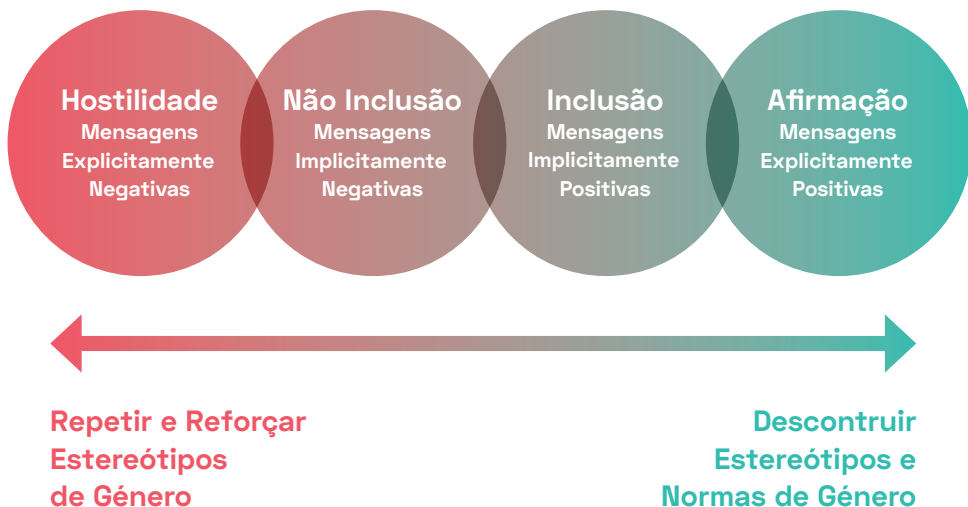 Hostilidade
Mensagens
Explicitamente
Negativas
Não Inclusão
Mensagens
Implicitamente
Negativas
Inclusão
Mensagens
Implicitamente
Positivas
Afirmação
Mensagens
Explicitamente
Positivas
Repetir e Reforçar
Estereótipos
de Género
Descontruir
Estereótipos e
Normas de Género